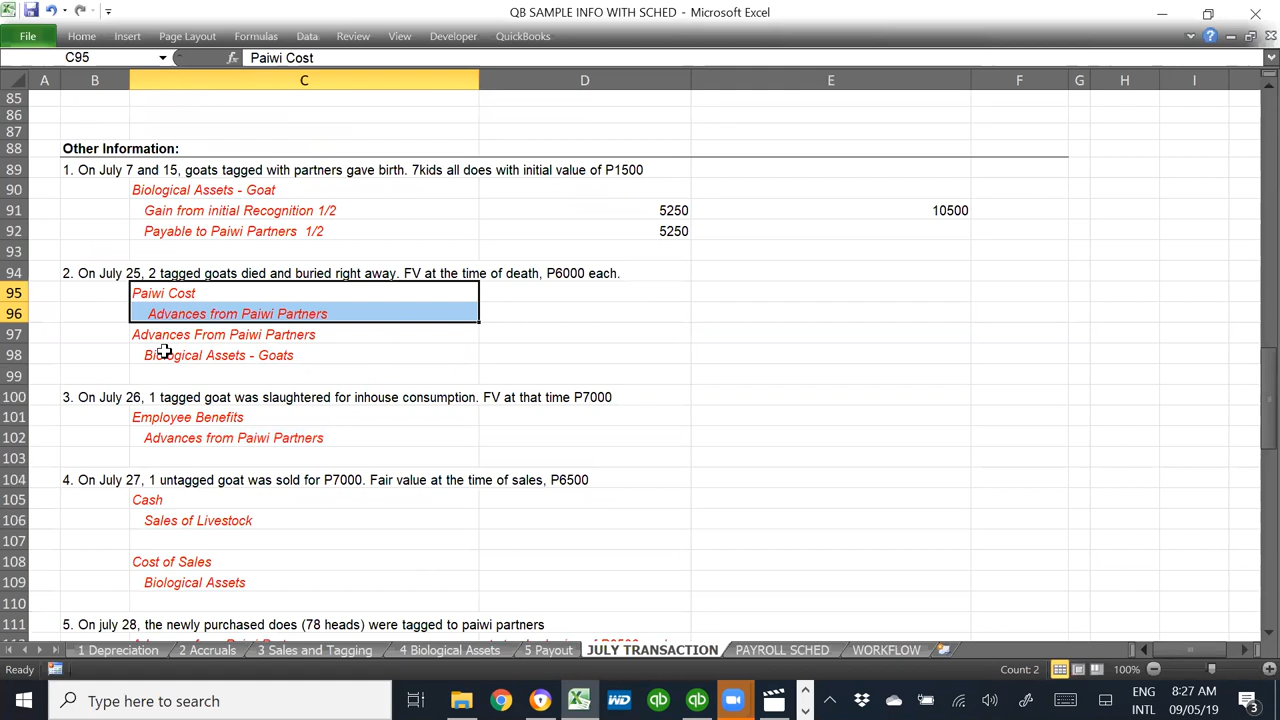 QB SAMPLE INFO WITH SCHED - Microsoft Excel
File Home Insert Page Layout Formulas Data Review View Developer QuickBooks
C95 fx Paiwi Cost
A B C D E F G H I
85
86
87
88 Other Information:
89 1. On July 7 and 15, goats tagged with partners gave birth. 7kids all does with initial value of P1500
90 Biological Assets - Goat
91 Gain from initial Recognition 1/2 5250 10500
92 Payable to Paiwi Partners 1/2 5250
93
94 2. On July 25, 2 tagged goats died and buried right away. FV at the time of death, P6000 each.
95 Paiwi Cost
96 Advances from Paiwi Partners
97 Advances From Paiwi Partners
98 Biological Assets - Goats
99
100 3. On July 26, 1 tagged goat was slaughtered for inhouse consumption. FV at that time P7000
101 Employee Benefits
102 Advances from Paiwi Partners
103
104 4. On July 27, 1 untagged goat was sold for P7000. Fair value at the time of sales, P6500
105 Cash
106 Sales of Livestock
107
108 Cost of Sales
109 Biological Assets
110
111 5. On july 28, the newly purchased does (78 heads) were tagged to paiwi partners
1 Depreciation 2 Accruals 3 Sales and Tagging 4 Biological Assets 5 Payout JULY TRANSACTION PAYROLL SCHED WORKFLOW
Ready Count: 2 100%
Type here to search WD qb qb ENG INTL 8:27 AM 09/05/19 3